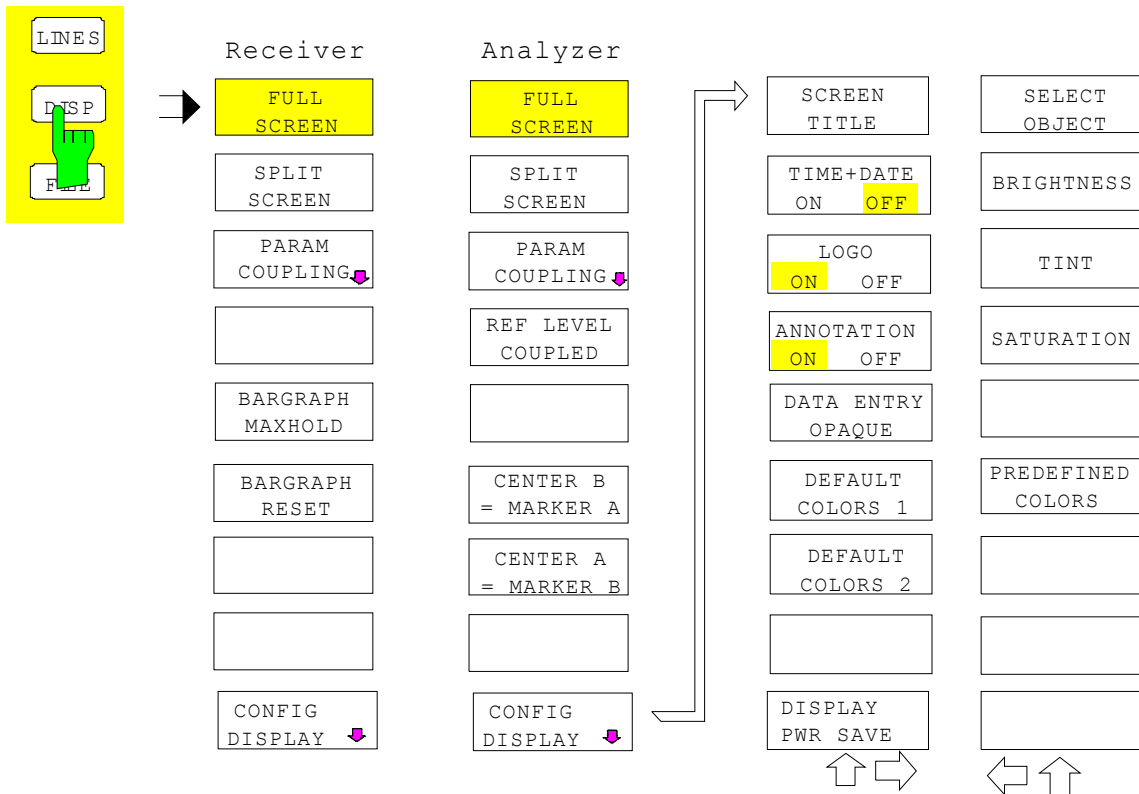 LINES
DISP
Receiver
FULL
SCREEN
SPLIT
SCREEN
PARAM
COUPLING
BARGRAPH
MAXHOLD
BARGRAPH
RESET
CONFIG
DISPLAY
Analyzer
FULL
SCREEN
SPLIT
SCREEN
PARAM
COUPLING
REF LEVEL
COUPLED
CENTER B
= MARKER A
CENTER A
= MARKER B
CONFIG
DISPLAY
SCREEN
TITLE
TIME+DATE
ON OFF
LOGO
ON OFF
ANNOTATION
ON OFF
DATA ENTRY
OPAQUE
DEFAULT
COLORS 1
DEFAULT
COLORS 2
DISPLAY
PWR SAVE
SELECT
OBJECT
BRIGHTNESS
TINT
SATURATION
PREDEFINED
COLORS